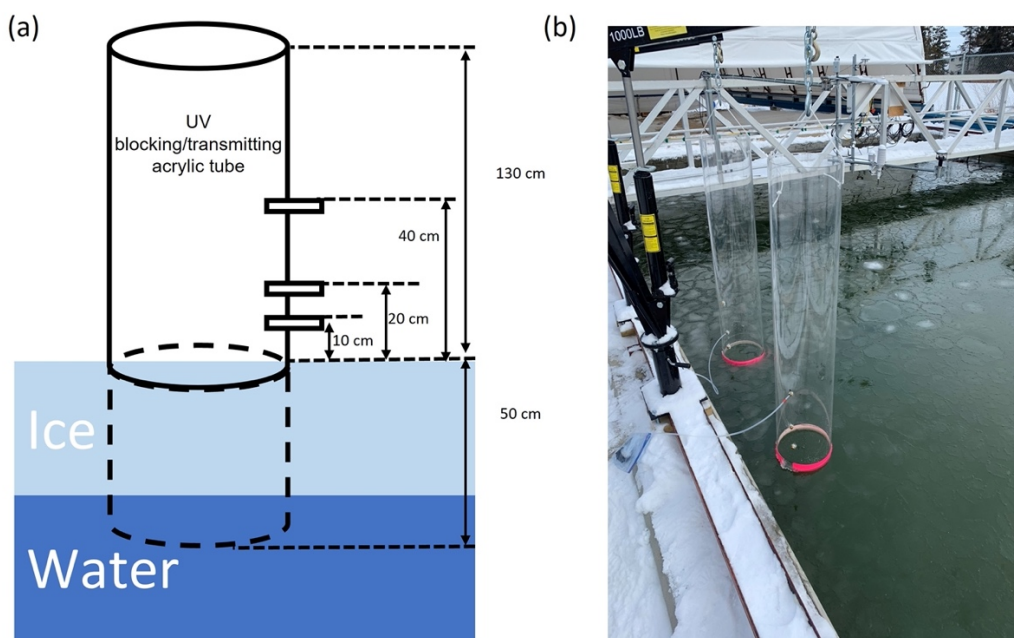 (a)
UV
blocking/transmitting
acrylic tube
130 cm
40 cm
20 cm
10 cm
50 cm
Ice
Water
(b)
1000LB